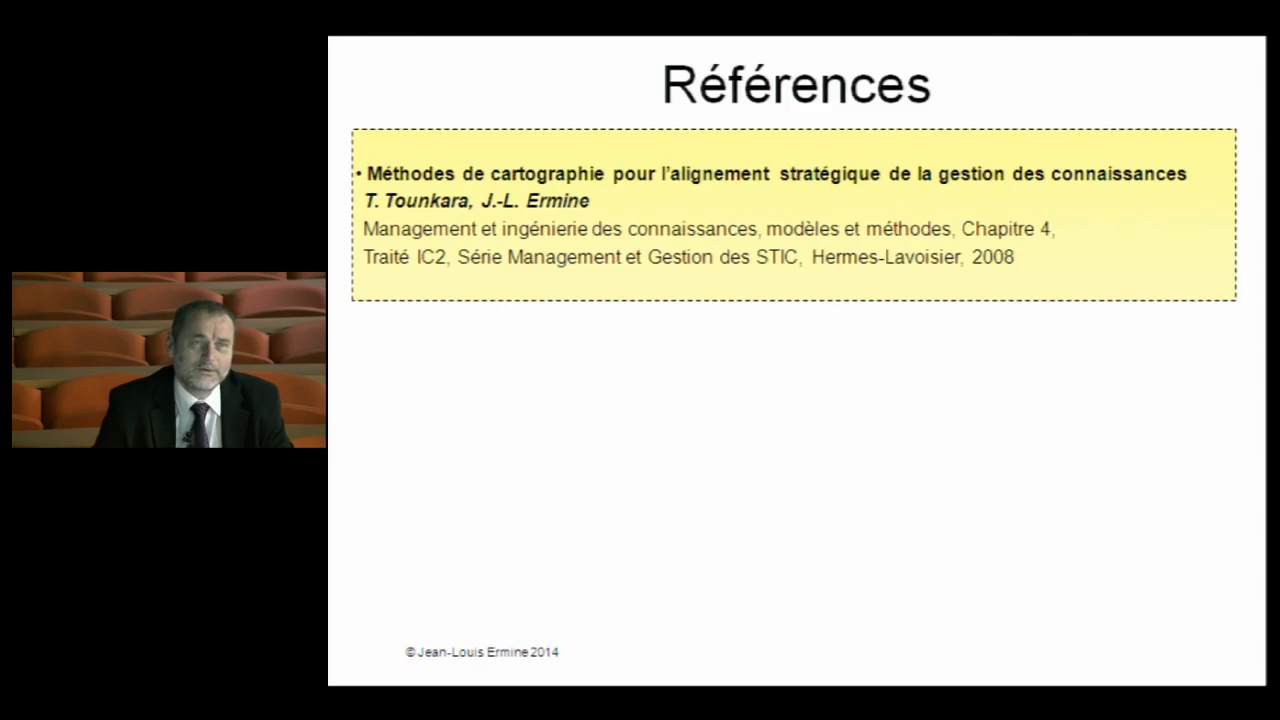 Références
• Méthodes de cartographie pour l'alignement stratégique de la gestion des connaissances
T. Tounkara, J.-L. Ermine
Management et ingénierie des connaissances, modèles et méthodes, Chapitre 4,
Traité IC2, Série Management et Gestion des STIC, Hermes-Lavoisier, 2008
© Jean-Louis Ermine 2014